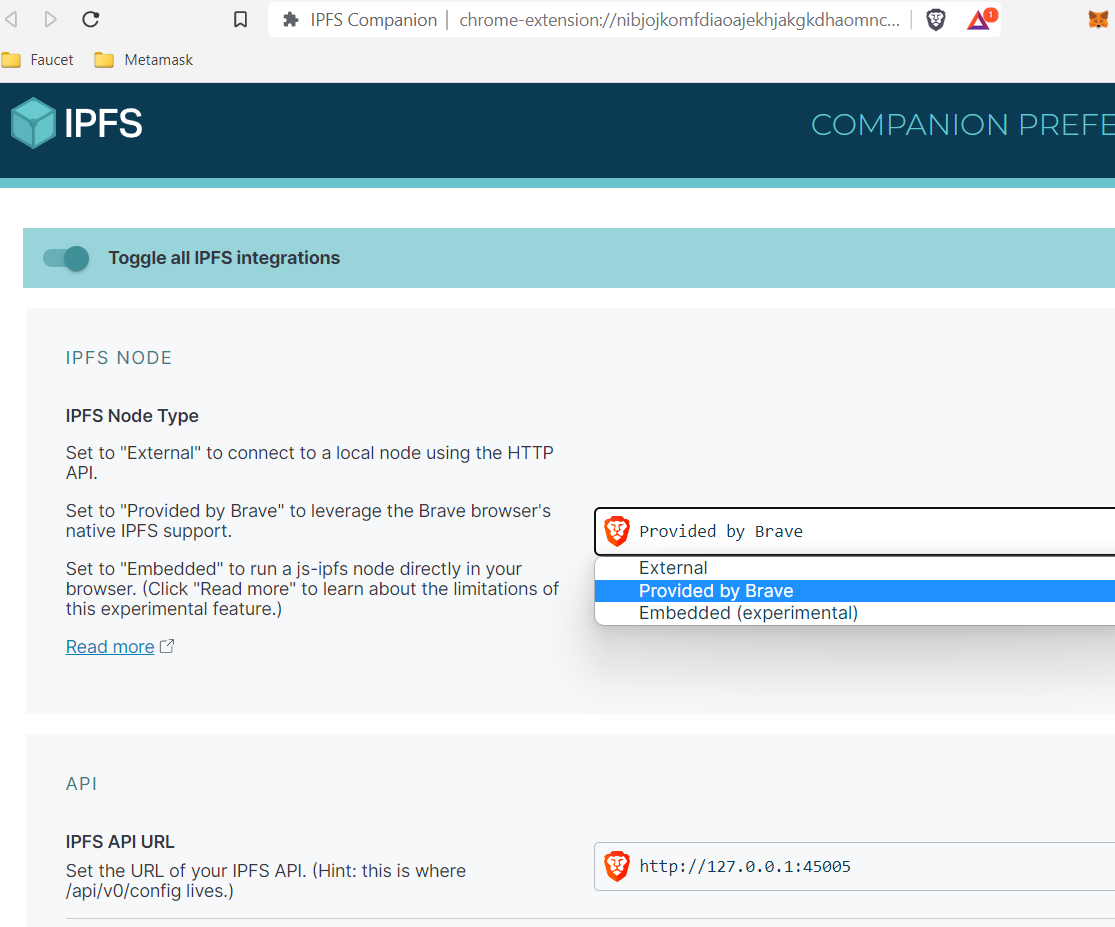 IPFS Companion | chrome-extension://nibjojkomfdiaoajekhjakgkdhaomnc... 1
Faucet Metamask
IPFS COMPANION PREFE
Toggle all IPFS integrations
IPFS NODE
IPFS Node Type
Set to "External" to connect to a local node using the HTTP
API.
Set to "Provided by Brave" to leverage the Brave browser's
native IPFS support.
Set to "Embedded" to run a js-ipfs node directly in your
browser. (Click "Read more" to learn about the limitations of
this experimental feature.)
Read more
Provided by Brave
External
Provided by Brave
Embedded (experimental)
API
IPFS API URL
Set the URL of your IPFS API. (Hint: this is where
/api/v0/config lives.)
http://127.0.0.1:45005